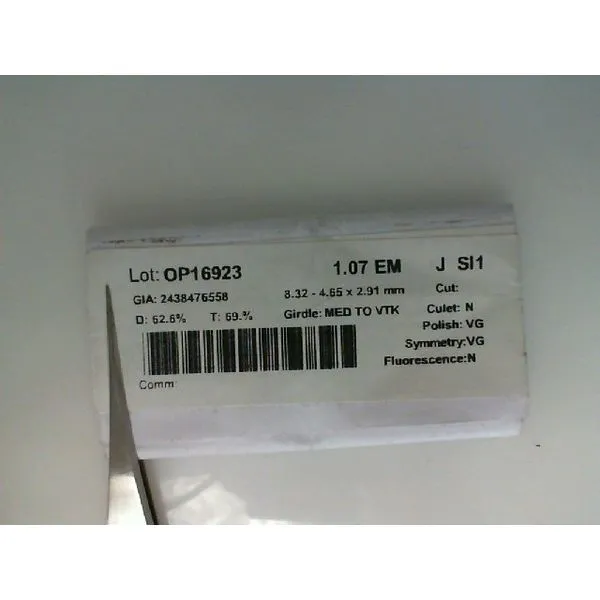 Lot: OP16923 1.07 EM J SI1
GIA: 2438476558 8.32 - 4.65 x 2.91 mm Cut:
D: 62.6% T: 69.% Girdle: MED TO VTK Culet: N
Polish: VG
Symmetry:VG
Fluorescence:N
Comm: